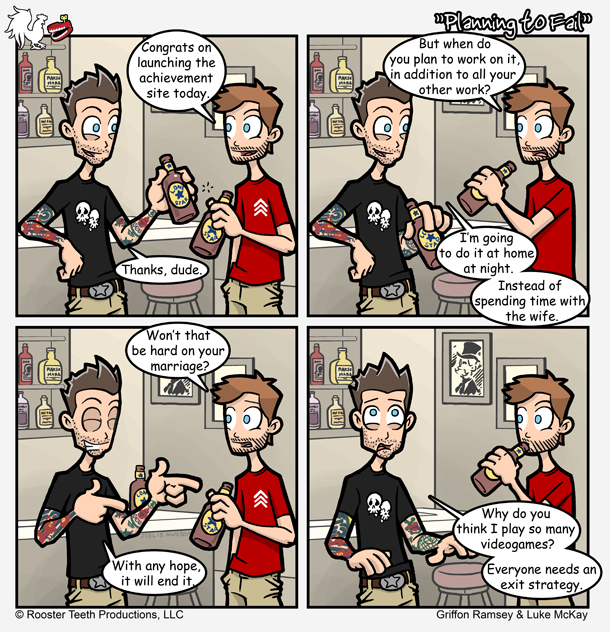 "Planning to Fail"
Congrats on
launching the
achievement
site today.
Thanks, dude.
But when do
you plan to work on it,
in addition to all your
other work?
I'm going
to do it at home
at night.
Instead of
spending time with
the wife.
Won't that
be hard on your
marriage?
With any hope,
it will end it.
Why do you
think I play so many
videogames?
Everyone needs an
exit strategy.
© Rooster Teeth Productions, LLC
Griffon Ramsey & Luke McKay